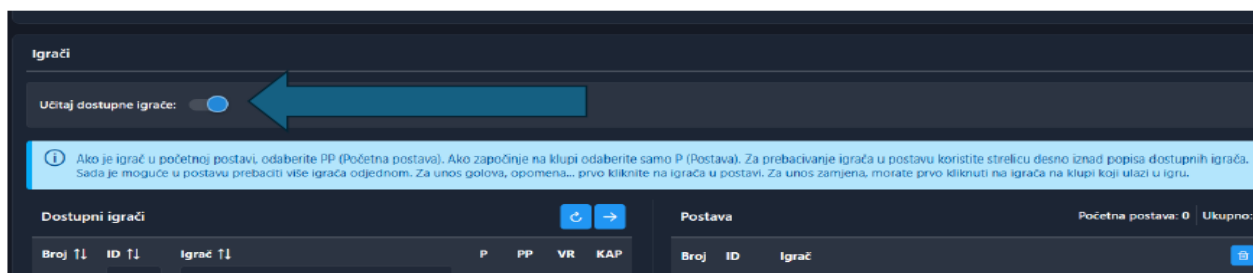 Igrači
Učitaj dostupne igrače:
Ako je igrač u početnoj postavi, odaberite PP (Početna postava). Ako započinje na klupi odaberite samo P (Postava). Za prebacivanje igrača u postavu koristite strelicu desno iznad popisa dostupnih igrača.
Sada je moguće u postavu prebaciti više igrača odjednom. Za unos golova, opomena... prvo kliknite na igrača u postavi. Za unos zamjena, morate prvo kliknuti na igrača na klupi koji ulazi u igru.
Dostupni igrači
Postava Početna postava: 0 Ukupno:
Broj ID Igrač P PP VR KAP
Broj ID Igrač